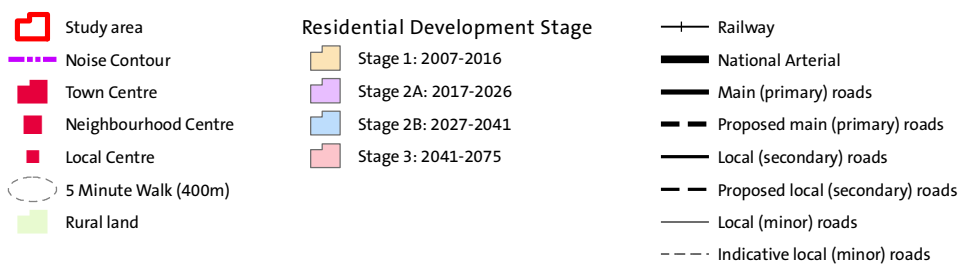 Study area
Noise Contour
Town Centre
Neighbourhood Centre
Local Centre
5 Minute Walk (400m)
Rural land
Residential Development Stage
Stage 1: 2007-2016
Stage 2A: 2017-2026
Stage 2B: 2027-2041
Stage 3: 2041-2075
Railway
National Arterial
Main (primary) roads
Proposed main (primary) roads
Local (secondary) roads
Proposed local (secondary) roads
Local (minor) roads
Indicative local (minor) roads